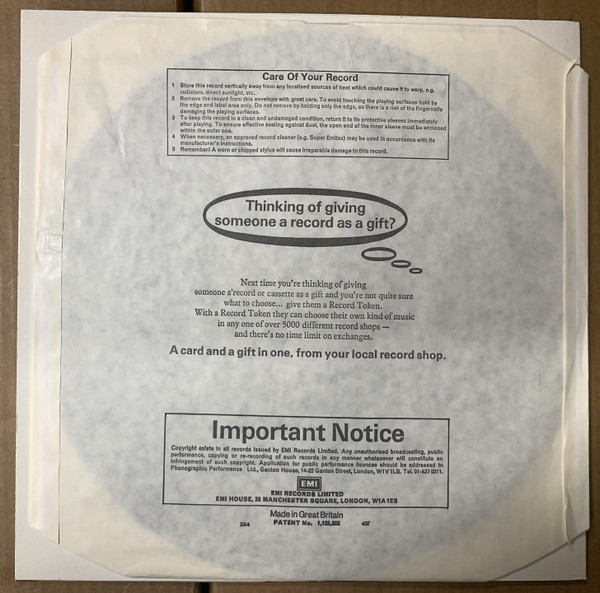 Care Of Your Record
1 Store this record vertically away from any localised sources of heat which could cause it to warp, e.g.
radiators, direct sunlight, etc.
2 Remove the record from this envelope with great care. To avoid touching the playing surfaces hold by
the edge and label area only. Do not remove by holding only the edge, as there is a risk of the fingernails
damaging the playing surfaces.
3 To keep this record in a clean and undamaged condition, return it to its protective sleeves immediately
after playing. To ensure effective sealing against dust, the open end of the inner sleeve must be enclosed
within the outer one.
4 When necessary, an approved record cleaner (e.g. Super Emitex) may be used in accordance with its
manufacturer's instructions.
5 Remember! A worn or chipped stylus will cause irreparable damage to this record.
Thinking of giving
someone a record as a gift?
Next time you're thinking of giving
someone a record or cassette as a gift and you're not quite sure
what to choose... give them a Record Token.
With a Record Token they can choose their own kind of music
in any one of over 5000 different record shops —
and there's no time limit on exchanges.
A card and a gift in one, from your local record shop.
Important Notice
Copyright exists in all records issued by EMI Records Limited. Any unauthorised broadcasting, public
performance, copying or re-recording of such records in any manner whatsoever will constitute an
infringement of such copyright. Application for public performance licences should be addressed to
Phonographic Performance Ltd., Ganton House, 14-22 Ganton Street, London, W1V 1LB. Tel. 01-437 0311.
EMI
EMI RECORDS LIMITED
EMI HOUSE, 20 MANCHESTER SQUARE, LONDON, W1A 1ES
Made in Great Britain
PATENT No. 1,125,555